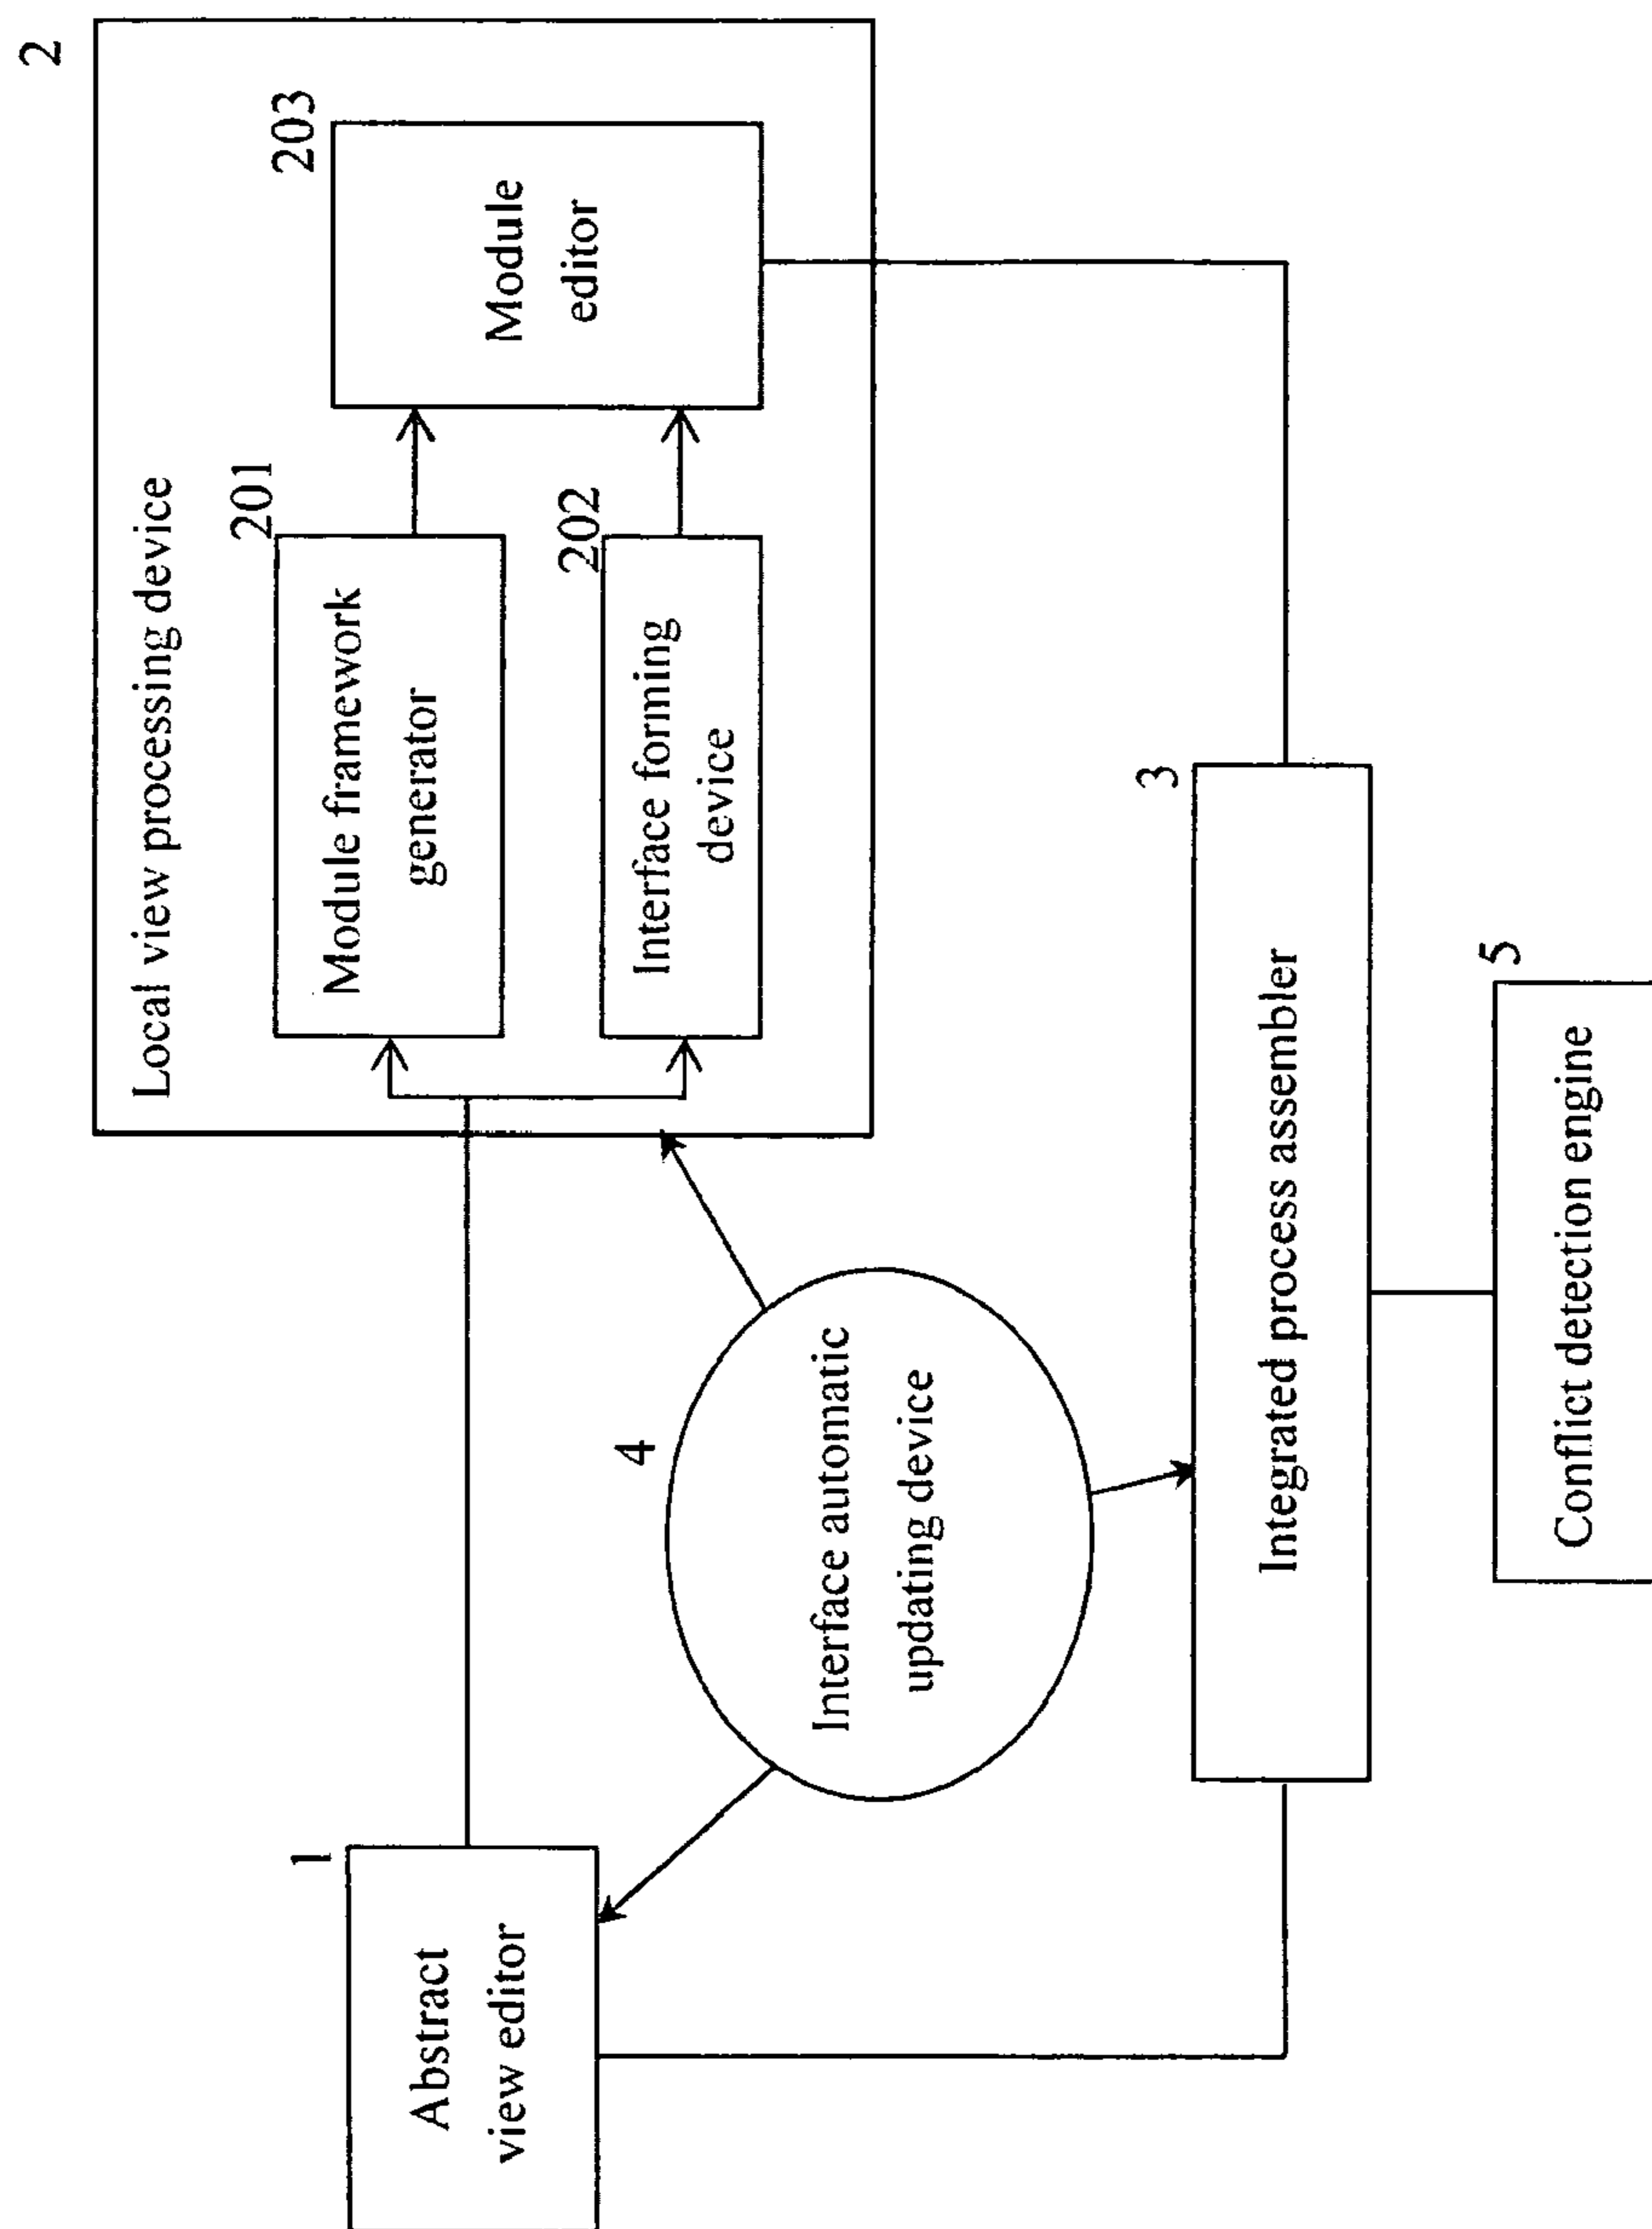 2
Local view processing device
201
Module framework
generator
202
Interface forming
device
203
Module
editor
1
Abstract
view editor
4
Interface automatic
updating device
3
Integrated process assembler
5
Conflict detection engine